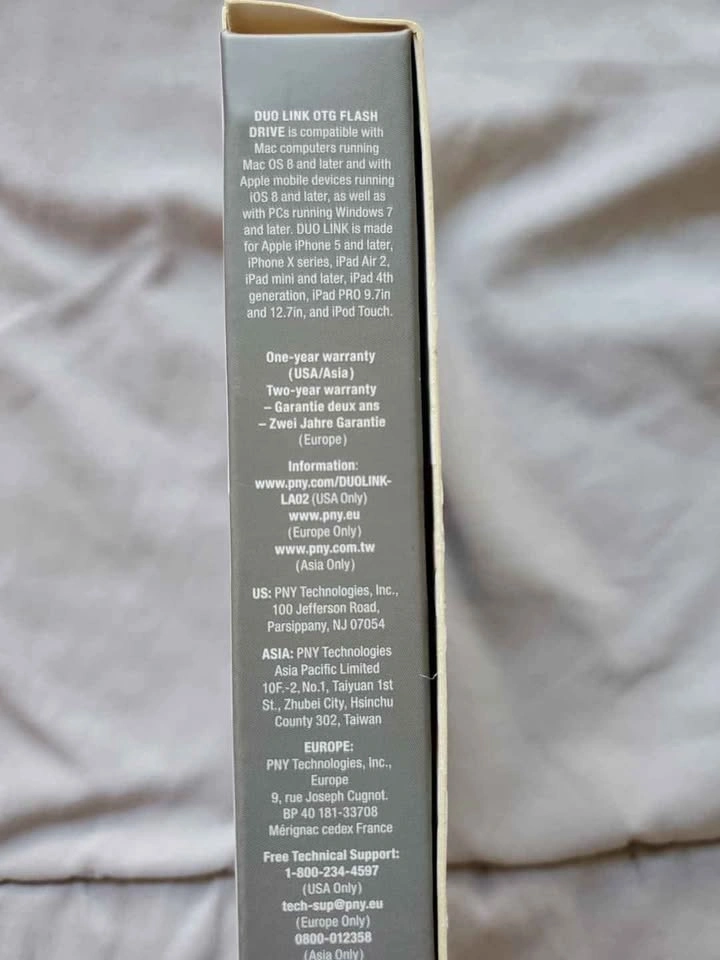 DUO LINK OTG FLASH
DRIVE is compatible with
Mac computers running
Mac OS 8 and later and with
Apple mobile devices running
iOS 8 and later, as well as
with PCs running Windows 7
and later. DUO LINK is made
for Apple iPhone 5 and later,
iPhone X series, iPad Air 2,
iPad mini and later, iPad 4th
generation, iPad PRO 9.7in
and 12.7in, and iPod Touch.
One-year warranty
(USA/Asia)
Two-year warranty
– Garantie deux ans
– Zwei Jahre Garantie
(Europe)
Information:
www.pny.com/DUOLINK-
LA02 (USA Only)
www.pny.eu
(Europe Only)
www.pny.com.tw
(Asia Only)
US: PNY Technologies, Inc.,
100 Jefferson Road,
Parsippany, NJ 07054
ASIA: PNY Technologies
Asia Pacific Limited
10F.-2, No.1, Taiyuan 1st
St., Zhubei City, Hsinchu
County 302, Taiwan
EUROPE:
PNY Technologies, Inc.,
Europe
9, rue Joseph Cugnot.
BP 40 181-33708
Mérignac cedex France
Free Technical Support:
1-800-234-4597
(USA Only)
tech-sup@pny.eu
(Europe Only)
0800-012358
(Asia Only)